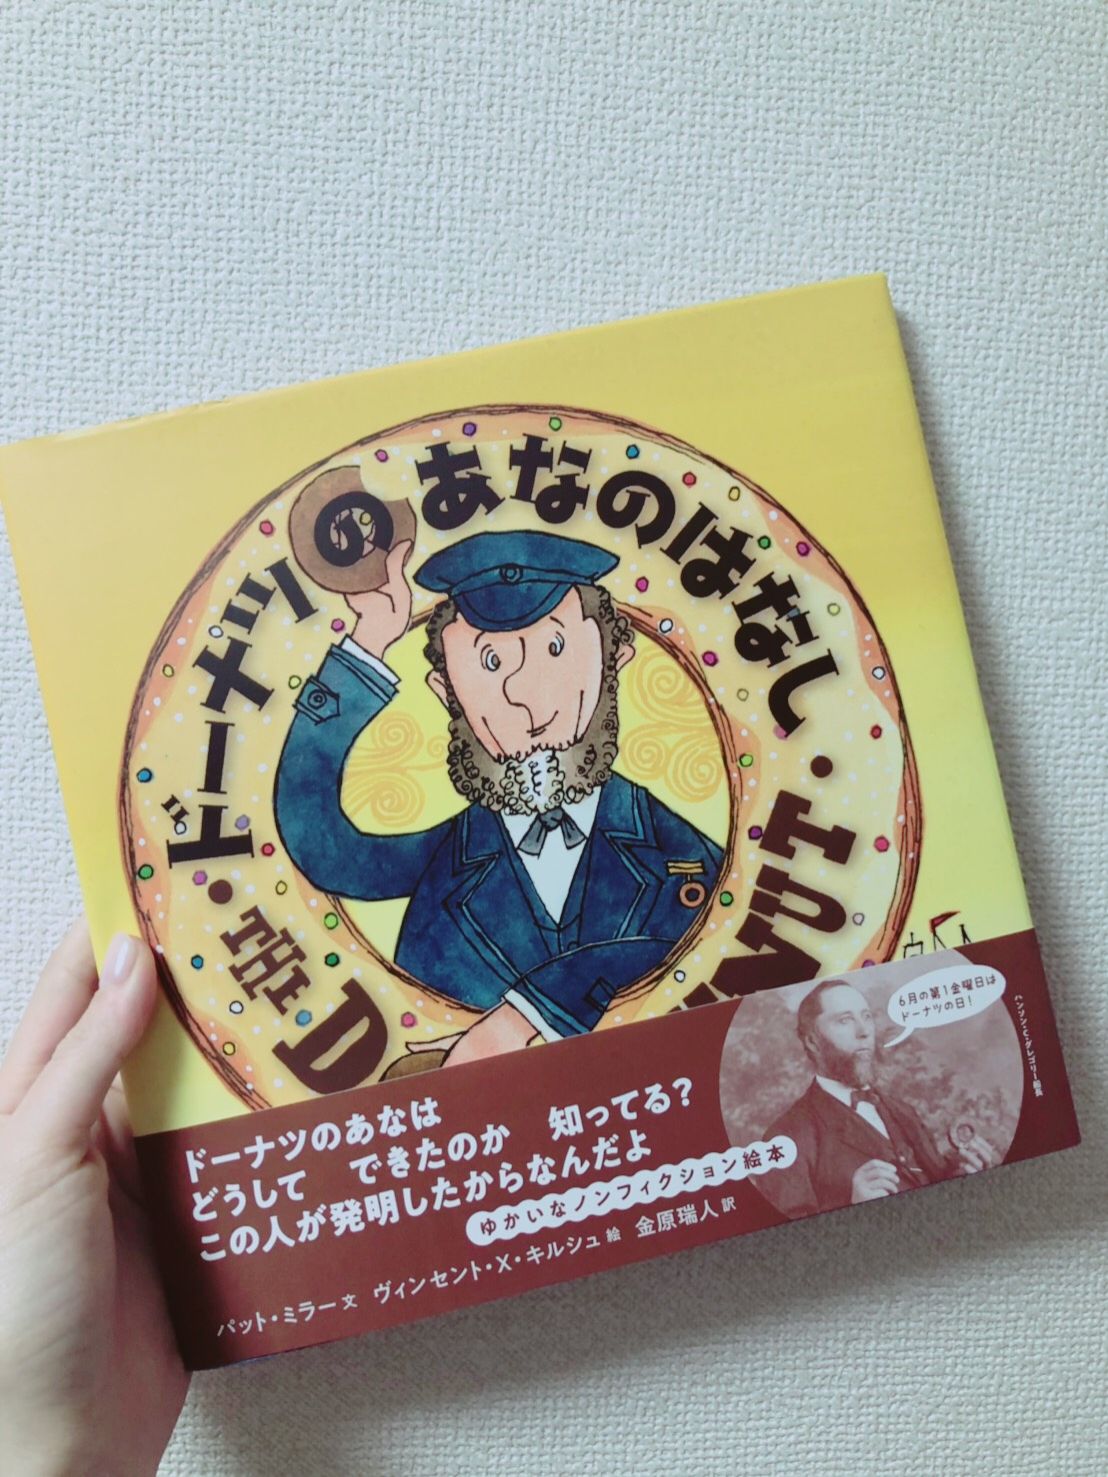 ドーナツのあなのはなし
THE D
NUT
6月の第1金曜日は
ドーナツの日！
ハンソン・C・グレゴリー船長
ドーナツのあなは
どうして　できたのか　知ってる？
この人が発明したからなんだよ
ゆかいなノンフィクション絵本
パット・ミラー 文　ヴィンセント・X・キルシュ 絵　金原瑞人 訳